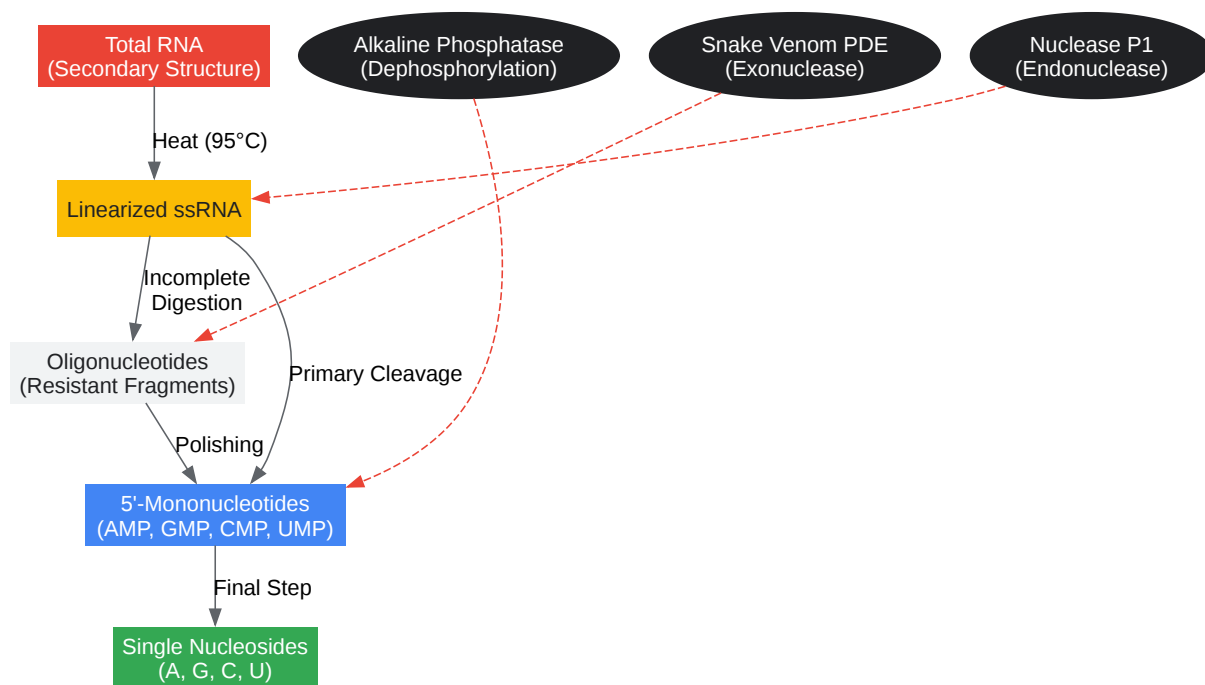 Total RNA
(Secondary Structure)
Alkaline Phosphatase
(Dephosphorylation)
Snake Venom PDE
(Exonuclease)
Nuclease P1
(Endonuclease)
Heat (95°C)
Linearized ssRNA
Incomplete
Digestion
Oligonucleotides
(Resistant Fragments)
Primary Cleavage
Polishing
5'-Mononucleotides
(AMP, GMP, CMP, UMP)
Final Step
Single Nucleosides
(A, G, C, U)